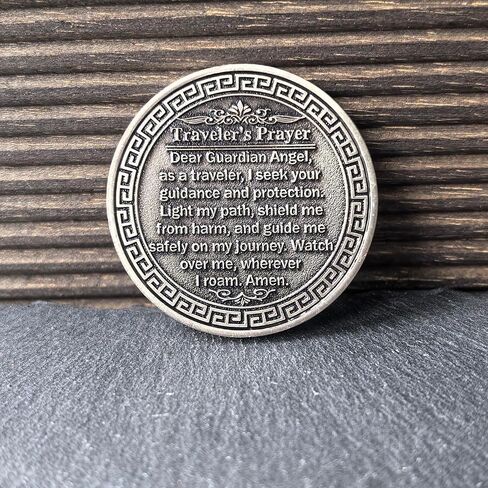 Traveler's Prayer
Dear Guardian Angel,
as a traveler, I seek your
guidance and protection.
Light my path, shield me
from harm, and guide me
safely on my journey. Watch
over me, wherever
I roam. Amen.